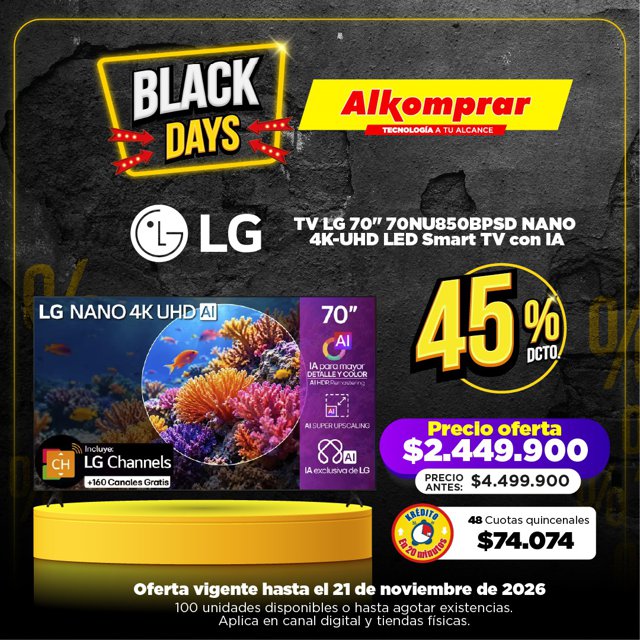 BLACK
DAYS
Alkomprar
TECNOLOGÍA A TU ALCANCE
LG
TV LG 70" 70NU850BPSD NANO
4K-UHD LED Smart TV con IA
LG NANO 4K UHD AI
70"
AI
IA para mayor
DETALLE Y COLOR
AI HDR Remastering
AI
AI SUPER UPSCALING
AI
IA exclusiva de LG
CH
Incluye:
LG Channels
+160 Canales Gratis
45% DCTO.
Precio oferta
$2.449.900
PRECIO
ANTES: $4.499.900
KRÉDITO
En 20 minutos
48 Cuotas quincenales
$74.074
Oferta vigente hasta el 21 de noviembre de 2026
100 unidades disponibles o hasta agotar existencias.
Aplica en canal digital y tiendas físicas.